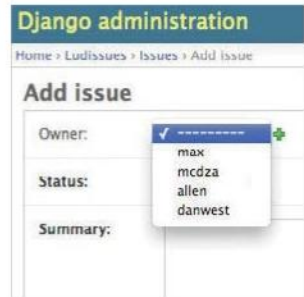 Django administration
Home › Ludissues › Issues › Add issue
Add issue
Owner: ✓ ---------
max
mcdza
allen
danwest
Status:
Summary: